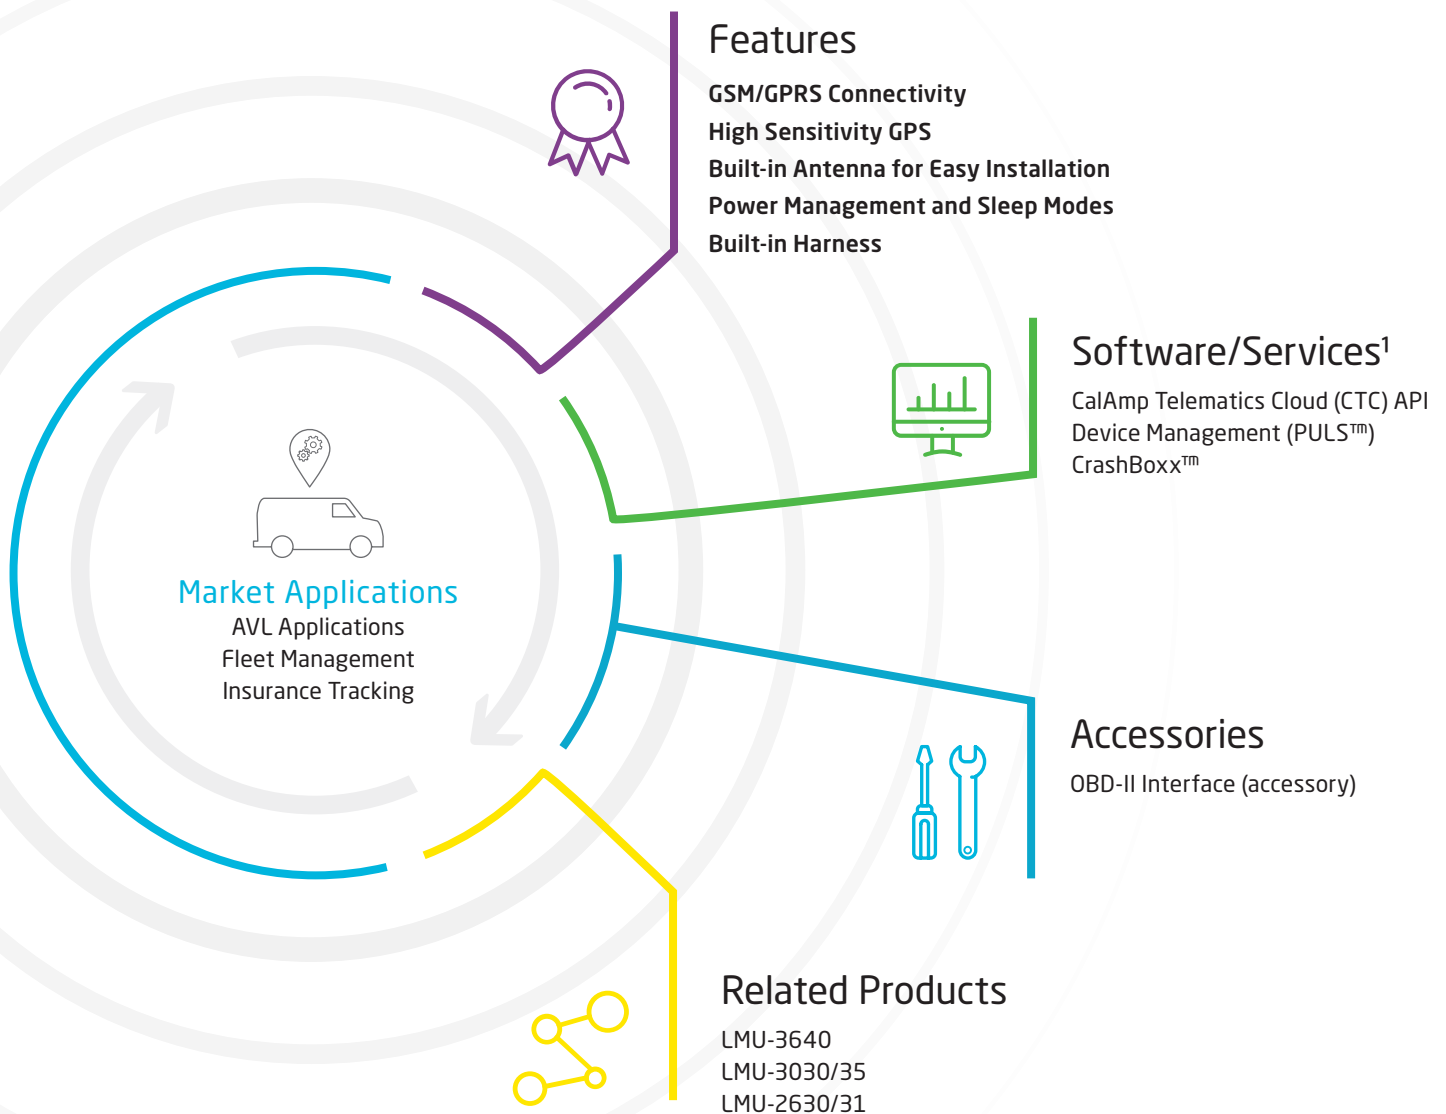 Features
GSM/GPRS Connectivity
High Sensitivity GPS
Built-in Antenna for Easy Installation
Power Management and Sleep Modes
Built-in Harness
Software/Services¹
CalAmp Telematics Cloud (CTC) API
Device Management (PULS™)
CrashBoxx™
Market Applications
AVL Applications
Fleet Management
Insurance Tracking
Accessories
OBD-II Interface (accessory)
Related Products
LMU-3640
LMU-3030/35
LMU-2630/31